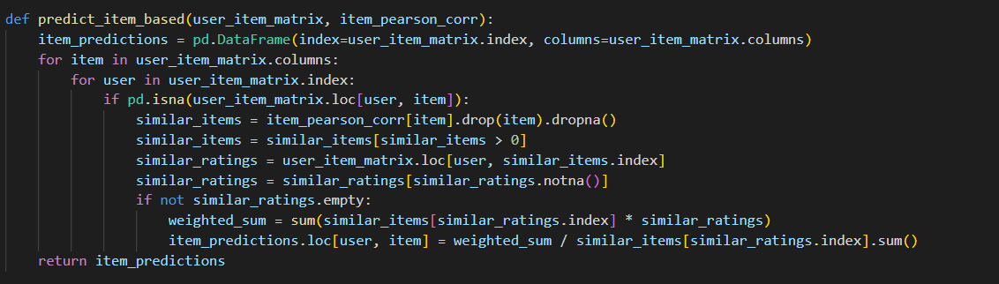 def predict_item_based(user_item_matrix, item_pearson_corr):
    item_predictions = pd.DataFrame(index=user_item_matrix.index, columns=user_item_matrix.columns)
    for item in user_item_matrix.columns:
        for user in user_item_matrix.index:
            if pd.isna(user_item_matrix.loc[user, item]):
                similar_items = item_pearson_corr[item].drop(item).dropna()
                similar_items = similar_items[similar_items > 0]
                similar_ratings = user_item_matrix.loc[user, similar_items.index]
                similar_ratings = similar_ratings[similar_ratings.notna()]
                if not similar_ratings.empty:
                    weighted_sum = sum(similar_items[similar_ratings.index] * similar_ratings)
                    item_predictions.loc[user, item] = weighted_sum / similar_items[similar_ratings.index].sum()
    return item_predictions